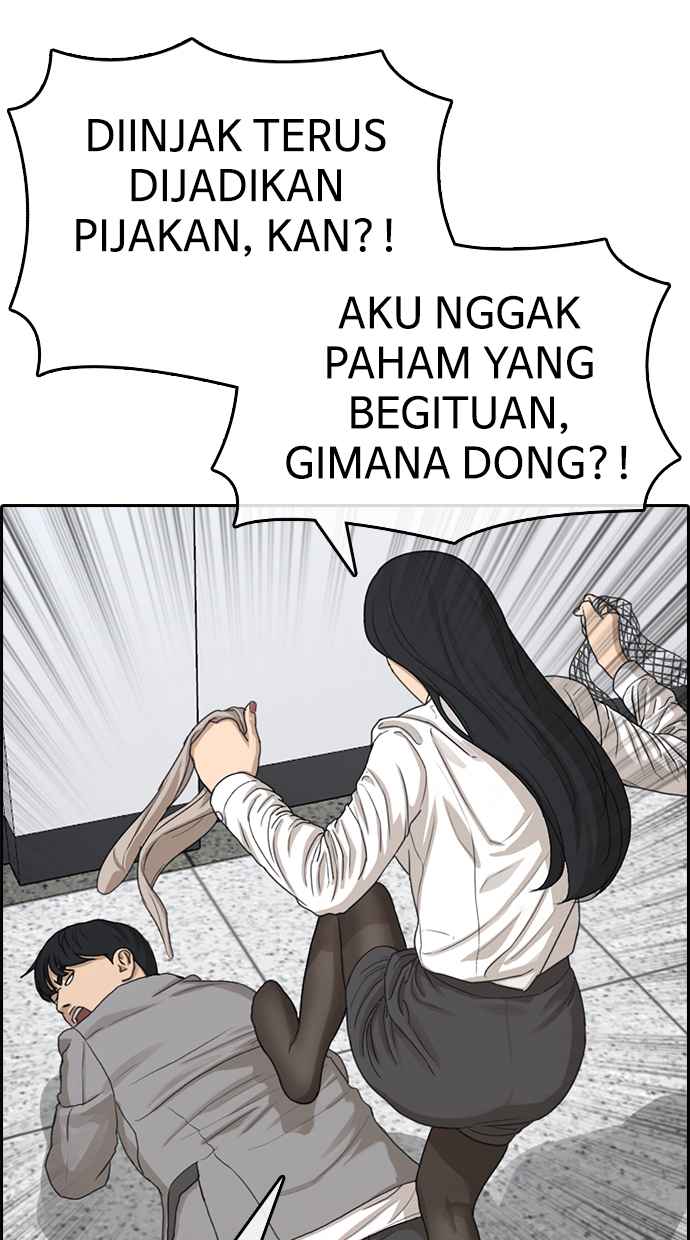 DIINJAK TERUS
DIJADIKAN
PIJAKAN, KAN?!
AKU NGGAK
PAHAM YANG
BEGITUAN,
GIMANA DONG?!